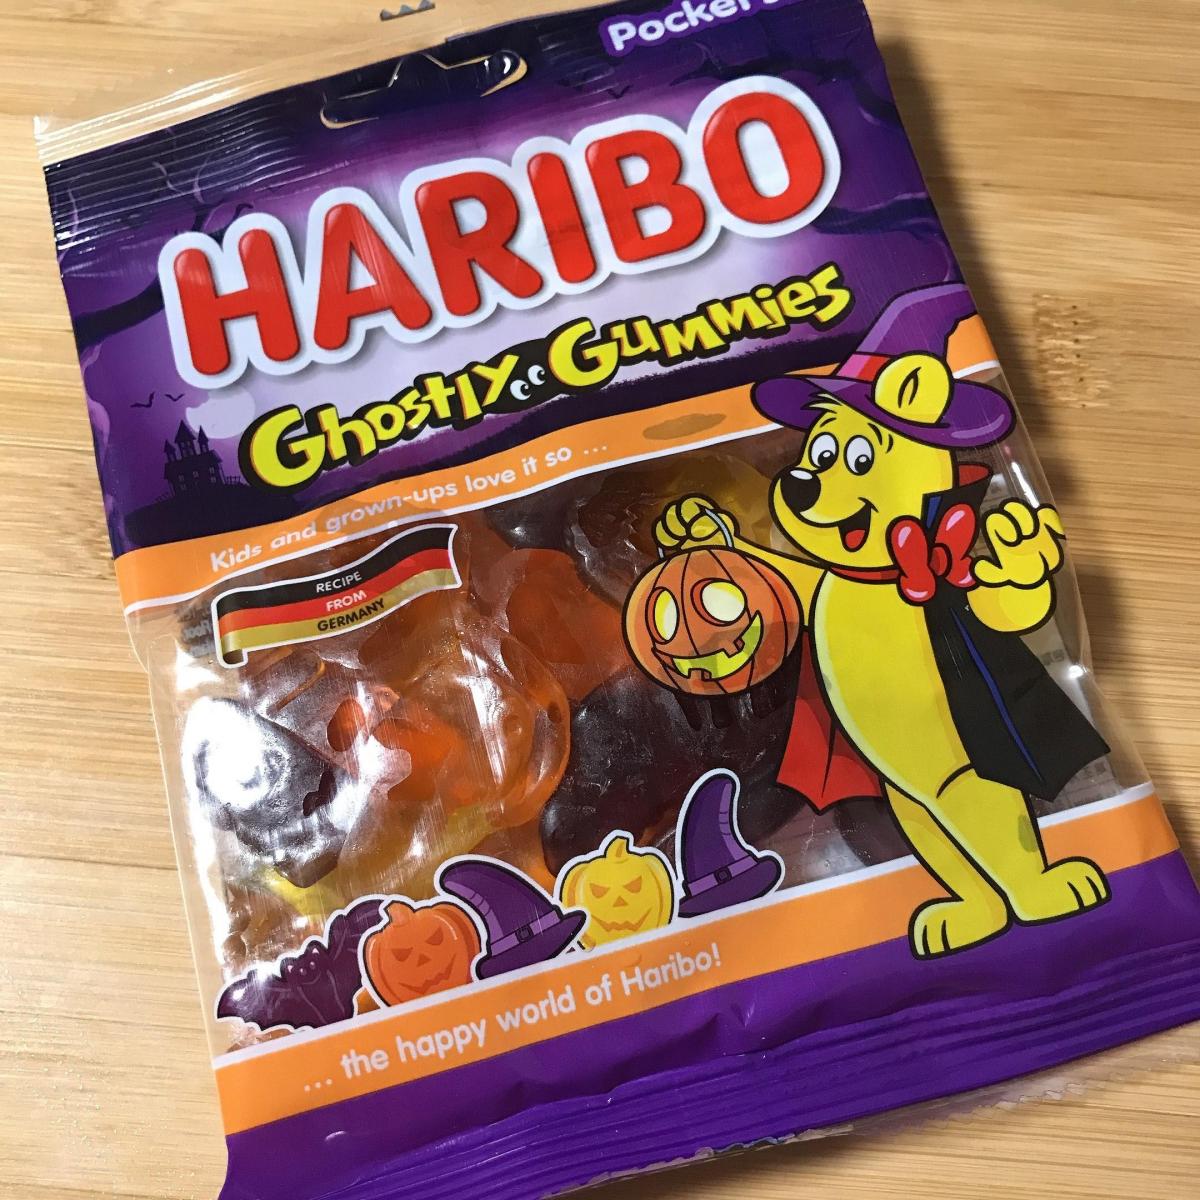 HARIBO
Ghostly Gummies
Kids and grown-ups love it so ...
RECIPE
FROM
GERMANY
... the happy world of Haribo!